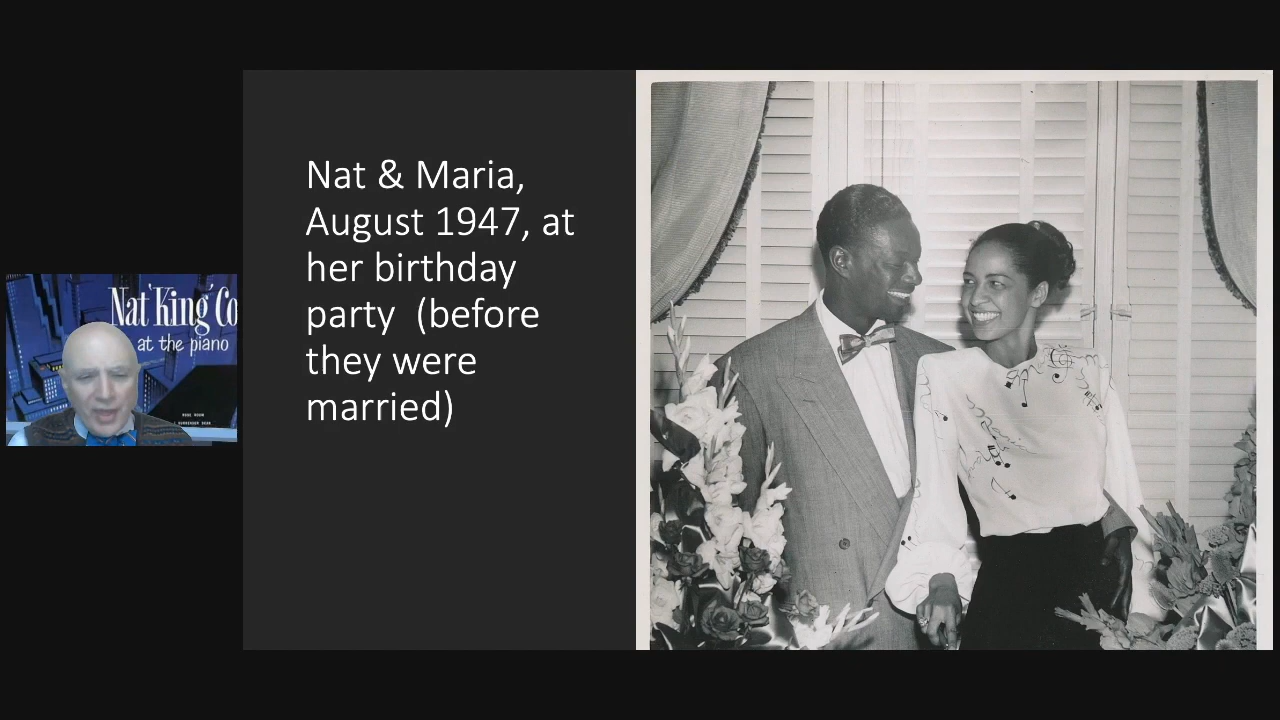 Nat & Maria,
August 1947, at
her birthday
party  (before
they were
married)
Nat King Co
at the piano